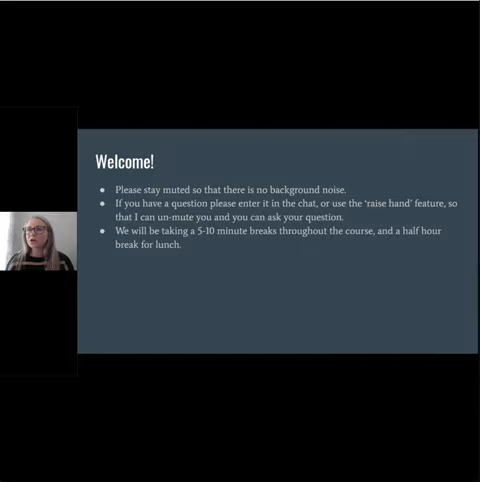 Welcome!
● Please stay muted so that there is no background noise.
● If you have a question please enter it in the chat, or use the ‘raise hand’ feature, so
that I can un-mute you and you can ask your question.
● We will be taking a 5-10 minute breaks throughout the course, and a half hour
break for lunch.